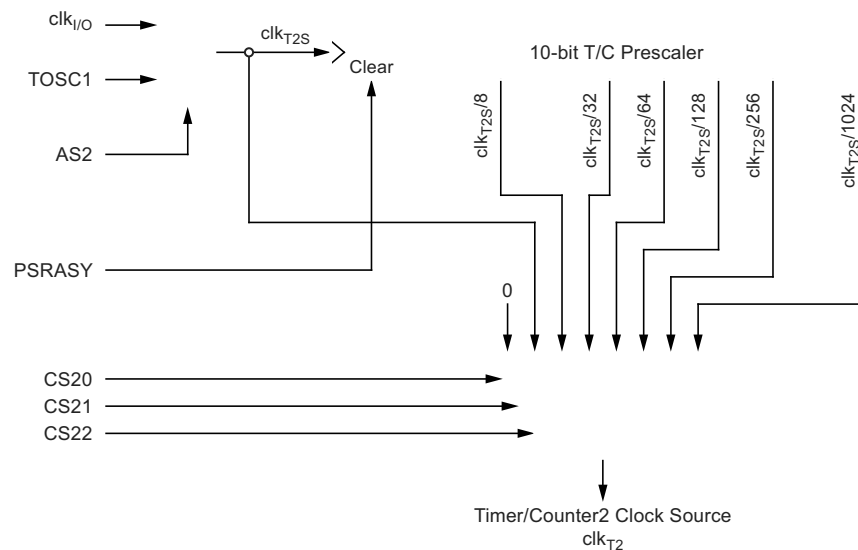 clkI/O
clkT2S
10-bit T/C Prescaler
Clear
TOSC1
AS2
clkT2S/8
clkT2S/32
clkT2S/64
clkT2S/128
clkT2S/256
clkT2S/1024
PSRASY
0
CS20
CS21
CS22
Timer/Counter2 Clock Source
clkT2